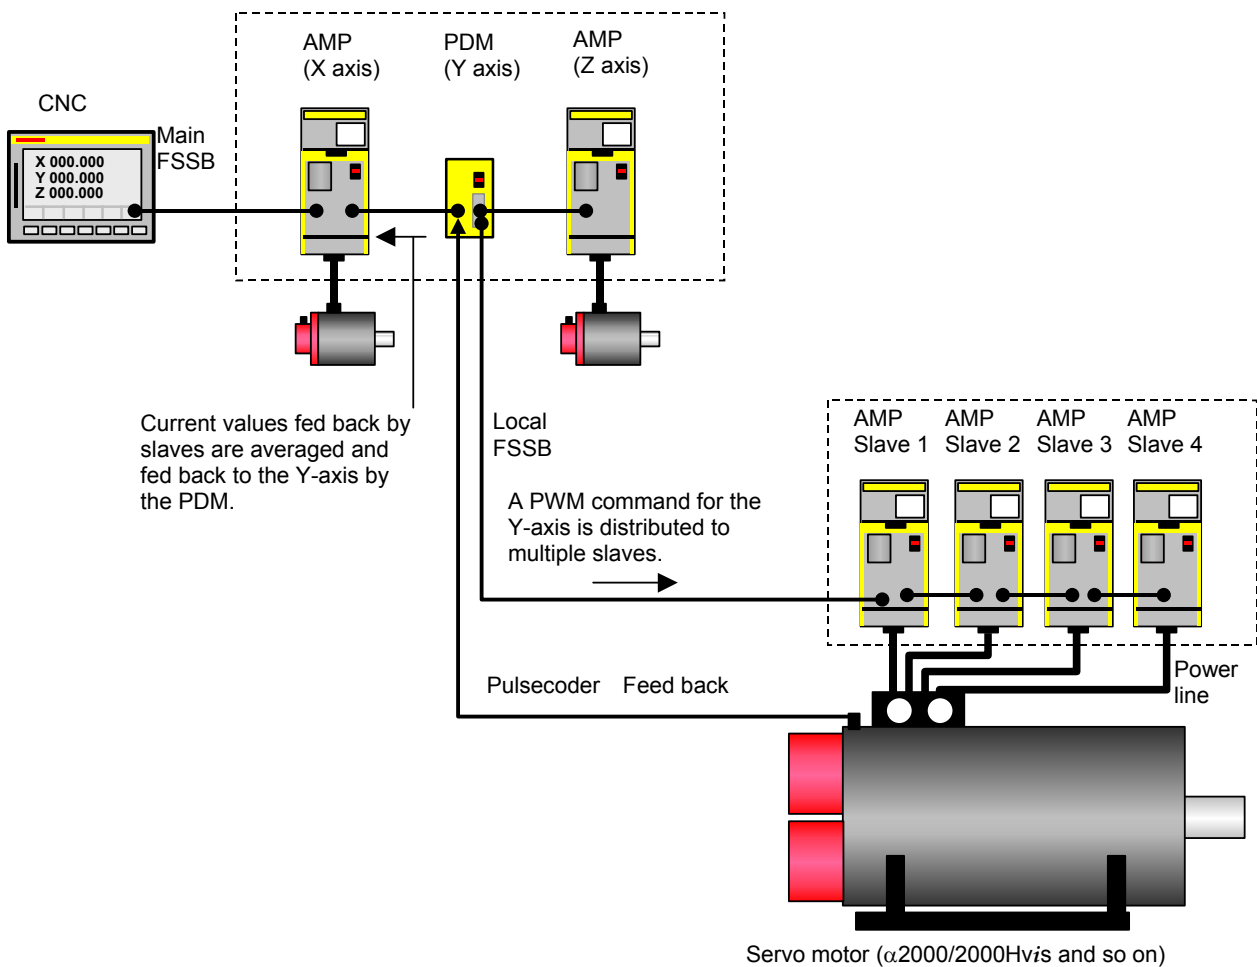 AMP
(X axis)
PDM
(Y axis)
AMP
(Z axis)
CNC
Main
FSSB
X 000.000
Y 000.000
Z 000.000
Current values fed back by
slaves are averaged and
fed back to the Y-axis by
the PDM.
Local
FSSB
A PWM command for the
Y-axis is distributed to
multiple slaves.
AMP
Slave 1
AMP
Slave 2
AMP
Slave 3
AMP
Slave 4
Pulsecoder Feed back
Power
line
Servo motor (α2000/2000Hvis and so on)